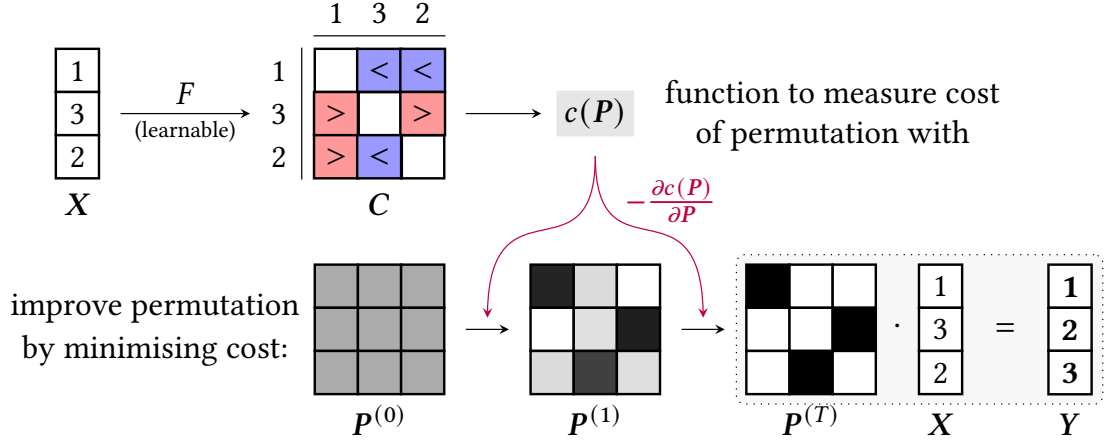 1 3 2
1
3
2
X
F
(learnable)
1
3
2
< <
> >
> <
C
c(P)
function to measure cost
of permutation with
− ∂c(P)
∂P
improve permutation
by minimising cost:
P(0)
P(1)
P(T)
·
1
3
2
X
=
1
2
3
Y